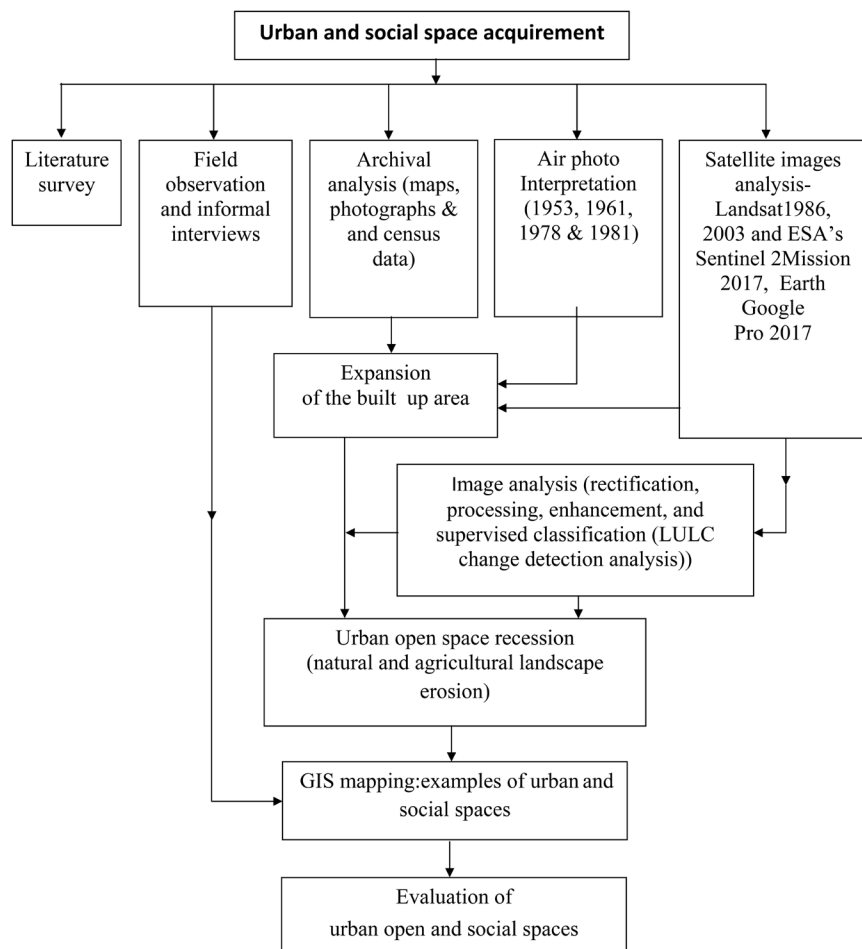 Urban and social space acquirement
Literature
survey
Field
observation
and informal
interviews
Archival
analysis (maps,
photographs &
and census
data)
Air photo
Interpretation
(1953, 1961,
1978 & 1981)
Satellite images
analysis-
Landsat1986,
2003 and ESA's
Sentinel 2Mission
2017, Earth
Google
Pro 2017
Expansion
of the built up area
Image analysis (rectification,
processing, enhancement, and
supervised classification (LULC
change detection analysis))
Urban open space recession
(natural and agricultural landscape
erosion)
GIS mapping:examples of urban and
social spaces
Evaluation of
urban open and social spaces